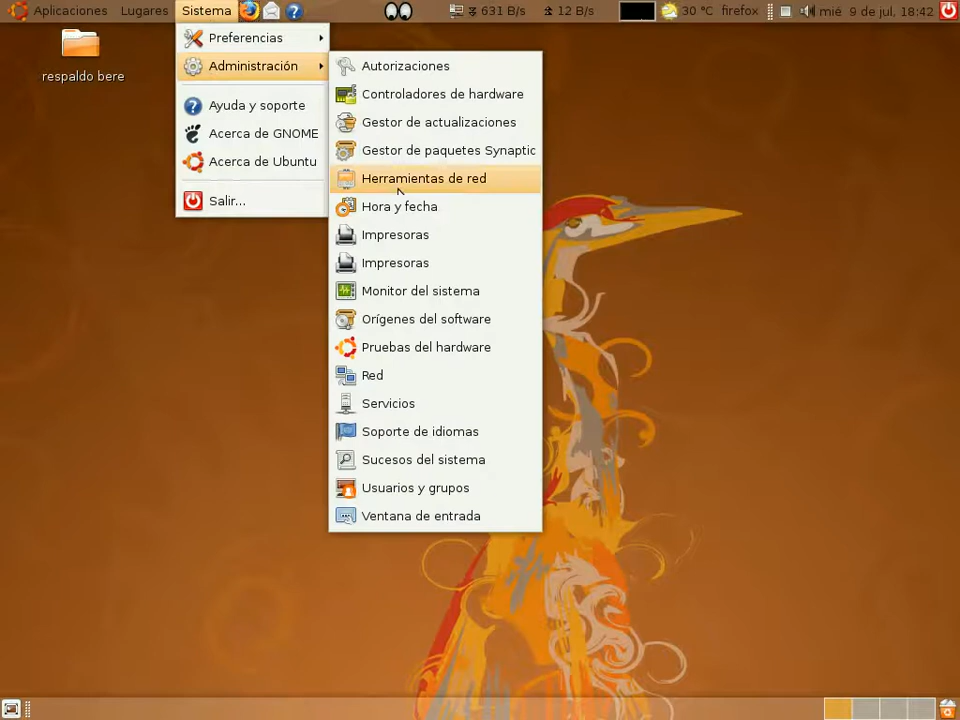 Aplicaciones Lugares Sistema 631 B/s 12 B/s 30 °C firefox mié 9 de jul, 18:42
respaldo bere
Preferencias
Administración
Ayuda y soporte
Acerca de GNOME
Acerca de Ubuntu
Salir...
Autorizaciones
Controladores de hardware
Gestor de actualizaciones
Gestor de paquetes Synaptic
Herramientas de red
Hora y fecha
Impresoras
Impresoras
Monitor del sistema
Orígenes del software
Pruebas del hardware
Red
Servicios
Soporte de idiomas
Sucesos del sistema
Usuarios y grupos
Ventana de entrada